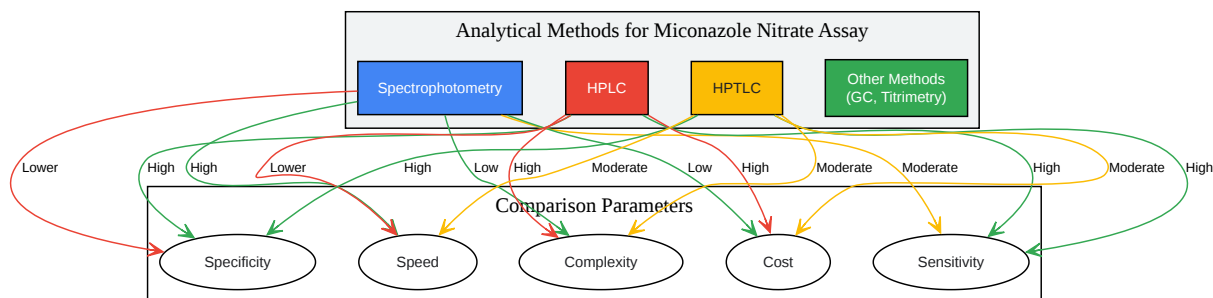 Analytical Methods for Miconazole Nitrate Assay
Spectrophotometry
HPLC
HPTLC
Other Methods
(GC, Titrimetry)
Lower
High
High
Lower
High
Low
High
Moderate
Low
High
Moderate
Moderate
High
Moderate
High
Comparison Parameters
Specificity
Speed
Complexity
Cost
Sensitivity